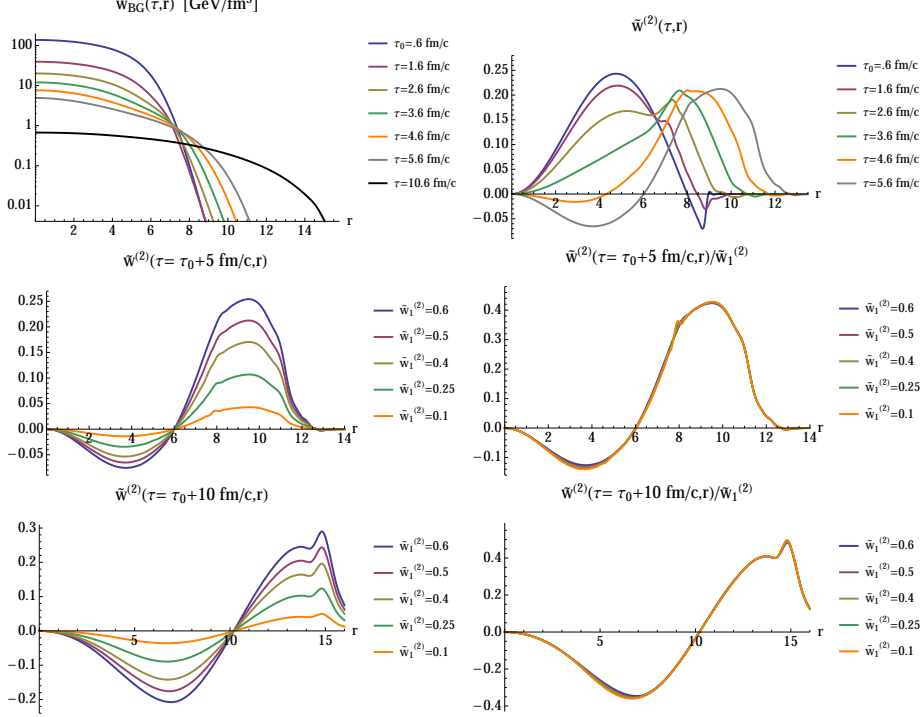 w_BG(τ,r) [GeV/fm³]
100
10
1
0.1
0.01
2 4 6 8 10 12 14 r
τ₀=.6 fm/c
τ=1.6 fm/c
τ=2.6 fm/c
τ=3.6 fm/c
τ=4.6 fm/c
τ=5.6 fm/c
τ=10.6 fm/c
w̃⁽²⁾(τ,r)
0.25
0.20
0.15
0.10
0.05
0.00
−0.05
2 4 6 8 10 12 r
τ₀=.6 fm/c
τ=1.6 fm/c
τ=2.6 fm/c
τ=3.6 fm/c
τ=4.6 fm/c
τ=5.6 fm/c
w̃⁽²⁾(τ= τ₀+5 fm/c,r)
0.25
0.20
0.15
0.10
0.05
0.00
−0.05
2 4 6 8 10 12 14 r
w̃₁⁽²⁾=0.6
w̃₁⁽²⁾=0.5
w̃₁⁽²⁾=0.4
w̃₁⁽²⁾=0.25
w̃₁⁽²⁾=0.1
w̃⁽²⁾(τ= τ₀+5 fm/c,r)/w̃₁⁽²⁾
0.4
0.3
0.2
0.1
0.0
−0.1
2 4 6 8 10 12 14 r
w̃₁⁽²⁾=0.6
w̃₁⁽²⁾=0.5
w̃₁⁽²⁾=0.4
w̃₁⁽²⁾=0.25
w̃₁⁽²⁾=0.1
w̃⁽²⁾(τ= τ₀+10 fm/c,r)
0.3
0.2
0.1
0.0
−0.1
−0.2
5 10 15 r
w̃₁⁽²⁾=0.6
w̃₁⁽²⁾=0.5
w̃₁⁽²⁾=0.4
w̃₁⁽²⁾=0.25
w̃₁⁽²⁾=0.1
w̃⁽²⁾(τ= τ₀+10 fm/c,r)/w̃₁⁽²⁾
0.4
0.2
0.0
−0.2
−0.4
5 10 15 r
w̃₁⁽²⁾=0.6
w̃₁⁽²⁾=0.5
w̃₁⁽²⁾=0.4
w̃₁⁽²⁾=0.25
w̃₁⁽²⁾=0.1